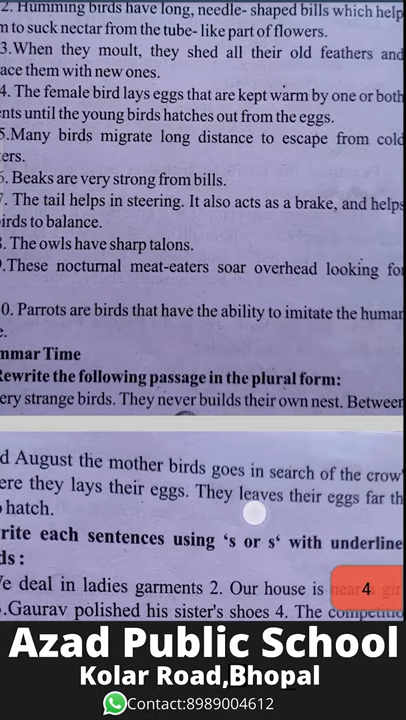 2. Humming birds have long, needle- shaped bills which help
m to suck nectar from the tube- like part of flowers.
3.When they moult, they shed all their old feathers and
ace them with new ones.
4. The female bird lays eggs that are kept warm by one or both
nts until the young birds hatches out from the eggs.
5.Many birds migrate long distance to escape from cold
ers.
6. Beaks are very strong from bills.
7. The tail helps in steering. It also acts as a brake, and helps
irds to balance.
8. The owls have sharp talons.
9.These nocturnal meat-eaters soar overhead looking for
0. Parrots are birds that have the ability to imitate the human
e.
mmar Time
Rewrite the following passage in the plural form:
ery strange birds. They never builds their own nest. Between
d August the mother birds goes in search of the crow'
ere they lays their eggs. They leaves their eggs far th
hatch.
rite each sentences using ‘s or s‘ with underline
ds :
e deal in ladies garments 2. Our house is near a gir
.Gaurav polished his sister's shoes 4. The competitio
4
Azad Public School
Kolar Road,Bhopal
Contact:8989004612